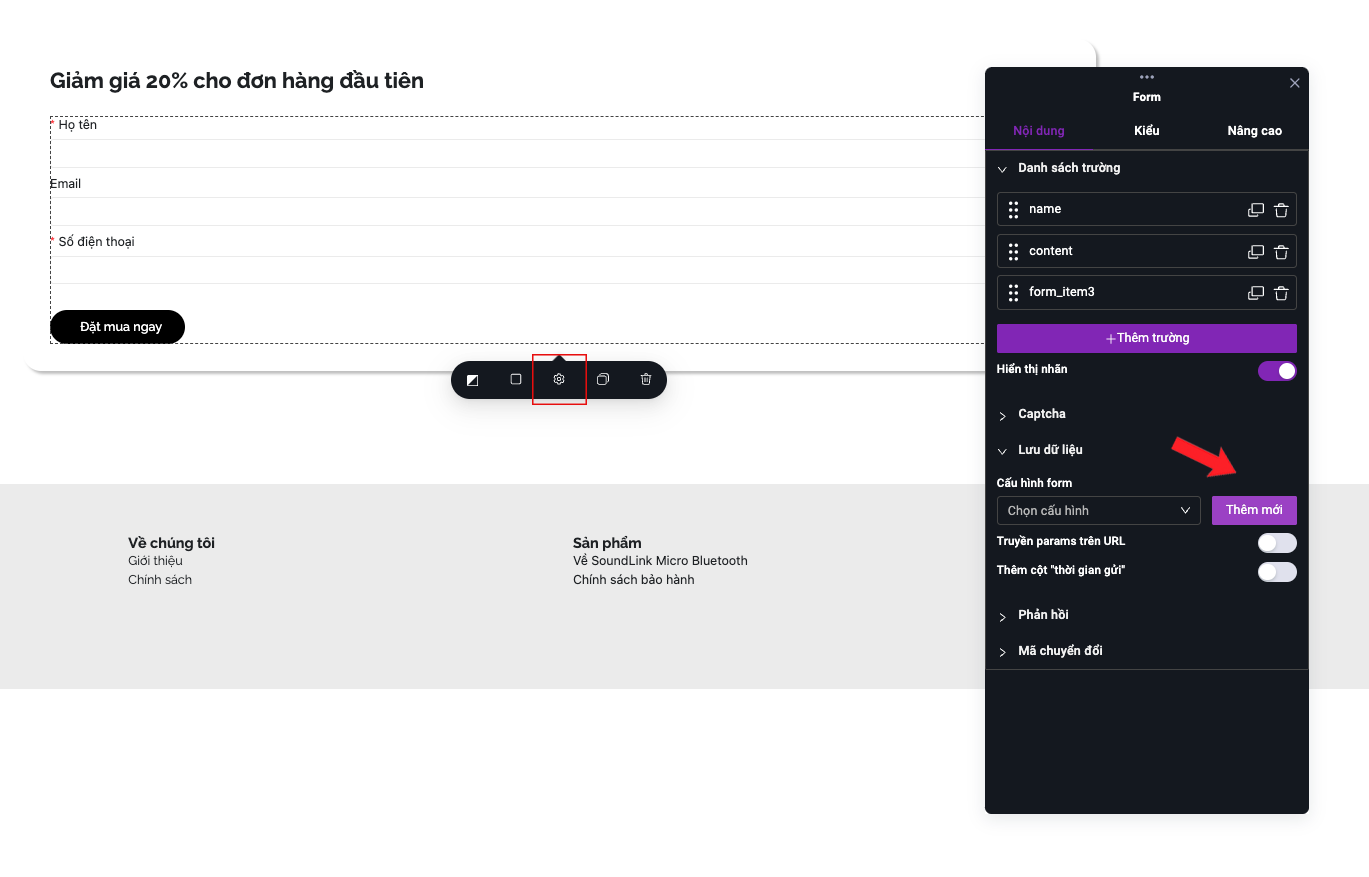 Giảm giá 20% cho đơn hàng đầu tiên
* Họ tên
Email
* Số điện thoại
Đặt mua ngay
Form
Nội dung Kiểu Nâng cao
Danh sách trường
name
content
form_item3
+Thêm trường
Hiển thị nhãn
Captcha
Lưu dữ liệu
Cấu hình form
Chọn cấu hình Thêm mới
Truyền params trên URL
Thêm cột "thời gian gửi"
Phản hồi
Mã chuyển đổi
Về chúng tôi
Giới thiệu
Chính sách
Sản phẩm
Về SoundLink Micro Bluetooth
Chính sách bảo hành